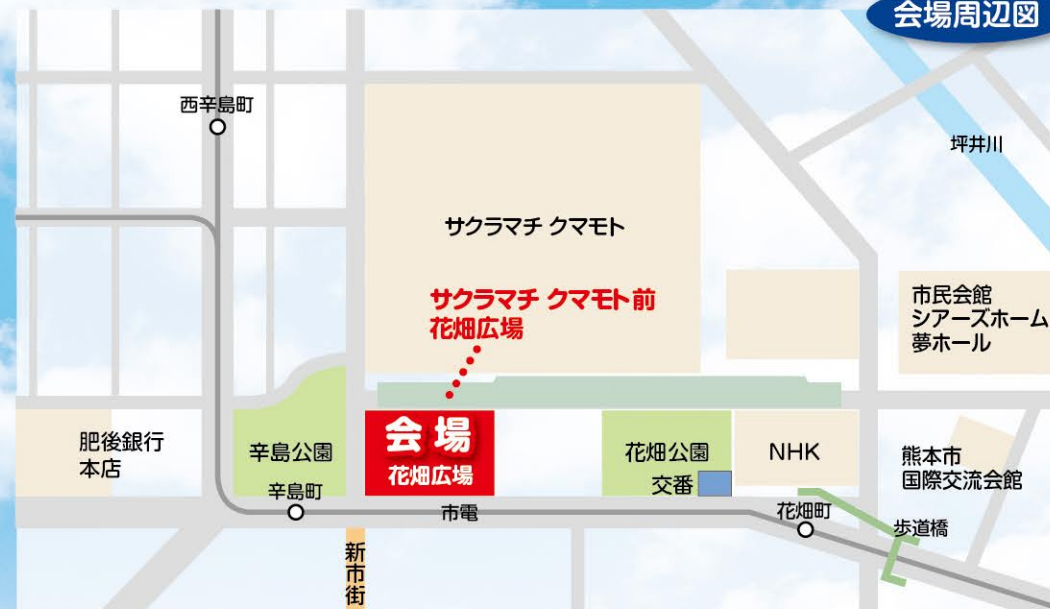 会場周辺図
西辛島町
坪井川
サクラマチ クマモト
サクラマチ クマモト前
花畑広場
市民会館
シアーズホーム
夢ホール
肥後銀行
本店
辛島公園
会場
花畑広場
花畑公園
交番
NHK
熊本市
国際交流会館
辛島町
市電
花畑町
歩道橋
新市街